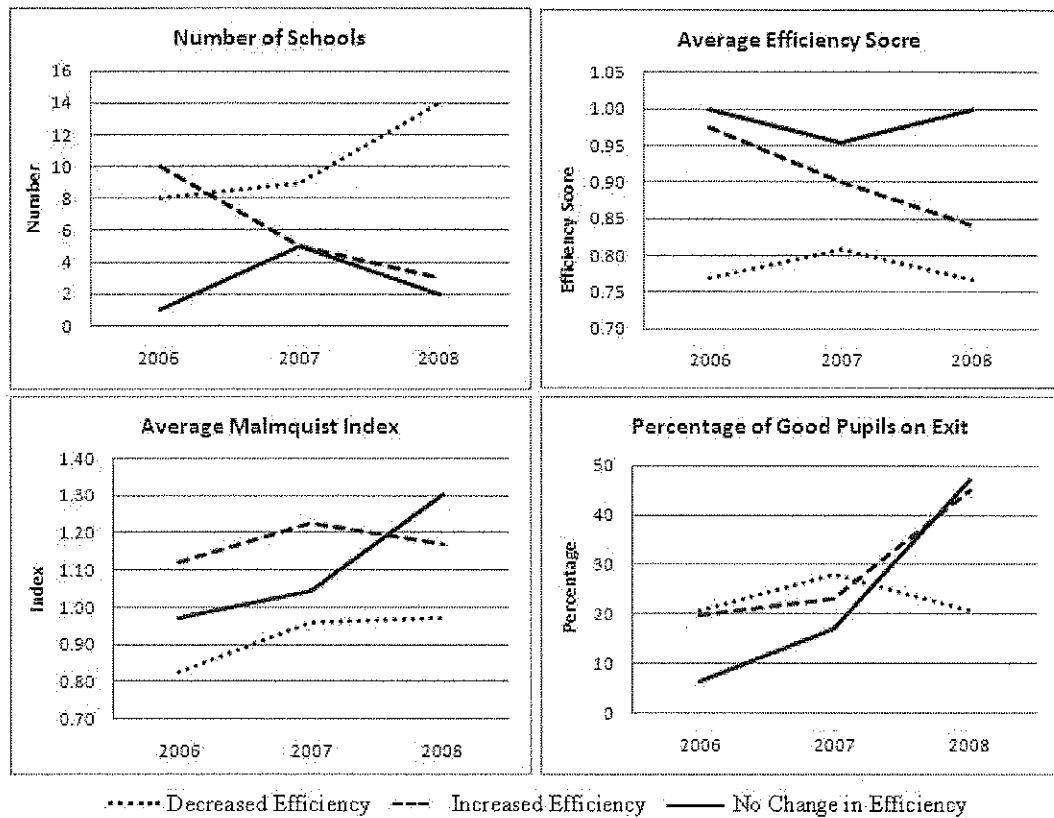 Number of Schools
16
14
12
10
8
6
4
2
0
Number
2006 2007 2008
Average Efficiency Socre
1.05
1.00
0.95
0.90
0.85
0.80
0.75
0.70
Efficiency Score
2006 2007 2008
Average Malmquist Index
1.40
1.30
1.20
1.10
1.00
0.90
0.80
0.70
Index
2006 2007 2008
Percentage of Good Pupils on Exit
50
40
30
20
10
0
Percentage
2006 2007 2008
Decreased Efficiency Increased Efficiency No Change in Efficiency